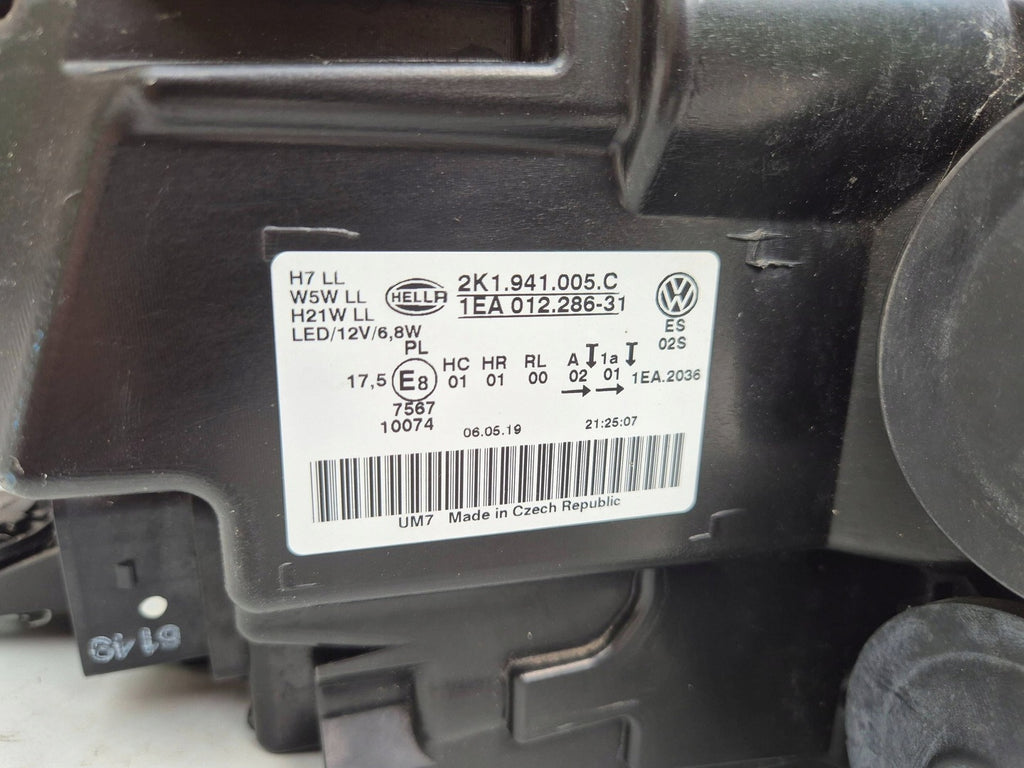 H7 LL
W5W LL
H21W LL
LED/12V/6,8W
PL
HELLA
2K1.941.005.C
1EA 012.286-31
VW
ES
02S
17,5 E8
7567
10074
HC HR RL A 1a
01 01 00 02 01 1EA.2036
06.05.19 21:25:07
UM7 Made in Czech Republic